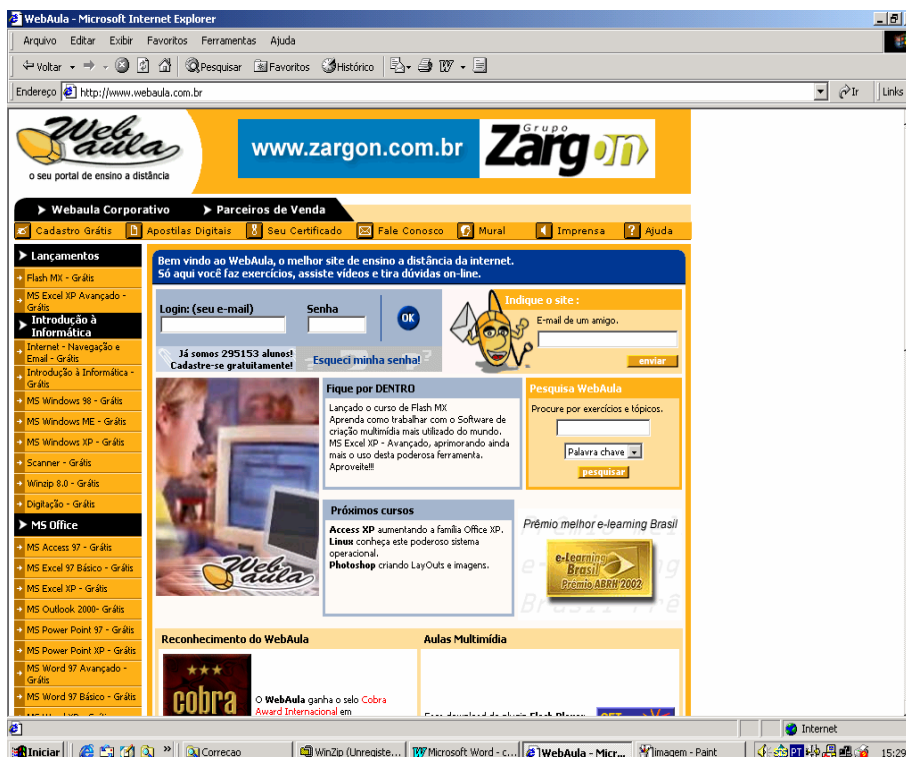 WebAula - Microsoft Internet Explorer
Arquivo Editar Exibir Favoritos Ferramentas Ajuda
Voltar Pesquisar Favoritos Histórico
Endereço http://www.webaula.com.br Ir Links
Web aula
o seu portal de ensino a distância
www.zargon.com.br
Grupo
Zargon
Webaula Corporativo Parceiros de Venda
Cadastro Grátis Apostilas Digitais Seu Certificado Fale Conosco Mural Imprensa Ajuda
Lançamentos
Flash MX - Grátis
MS Excel XP Avançado -
Grátis
Introdução à
Informática
Internet - Navegação e
Email - Grátis
Introdução à Informática -
Grátis
MS Windows 98 - Grátis
MS Windows ME - Grátis
MS Windows XP - Grátis
Scanner - Grátis
Winzip 8.0 - Grátis
Digitação - Grátis
MS Office
MS Access 97 - Grátis
MS Excel 97 Básico - Grátis
MS Excel XP - Grátis
MS Outlook 2000- Grátis
MS Power Point 97 - Grátis
MS Power Point XP - Grátis
MS Word 97 Avançado -
Grátis
MS Word 97 Básico - Grátis
Bem vindo ao WebAula, o melhor site de ensino a distância da internet.
Só aqui você faz exercícios, assiste vídeos e tira dúvidas on-line.
Login: (seu e-mail) Senha
OK
Já somos 295153 alunos!
Cadastre-se gratuitamente!
Esqueci minha senha!
Indique o site :
E-mail de um amigo.
enviar
Fique por DENTRO
Lançado o curso de Flash MX
Aprenda como trabalhar com o Software de
criação multimídia mais utilizado do mundo.
MS Excel XP - Avançado, aprimorando ainda
mais o uso desta poderosa ferramenta.
Aproveite!!!
Pesquisa WebAula
Procure por exercícios e tópicos.
Palavra chave
pesquisar
Web aula
Próximos cursos
Access XP aumentando a família Office XP.
Linux conheça este poderoso sistema
operacional.
Photoshop criando LayOuts e imagens.
Prêmio melhor e-learning Brasil
e-Learning
Brasil
Prêmio ABRH 2002
Reconhecimento do WebAula
cobra
O WebAula ganha o selo Cobra
Award Internacional em
Aulas Multimídia
Internet
Iniciar Correcao WinZip (Unregiste... Microsoft Word - c... WebAula - Micr... imagem - Paint PT 15:29